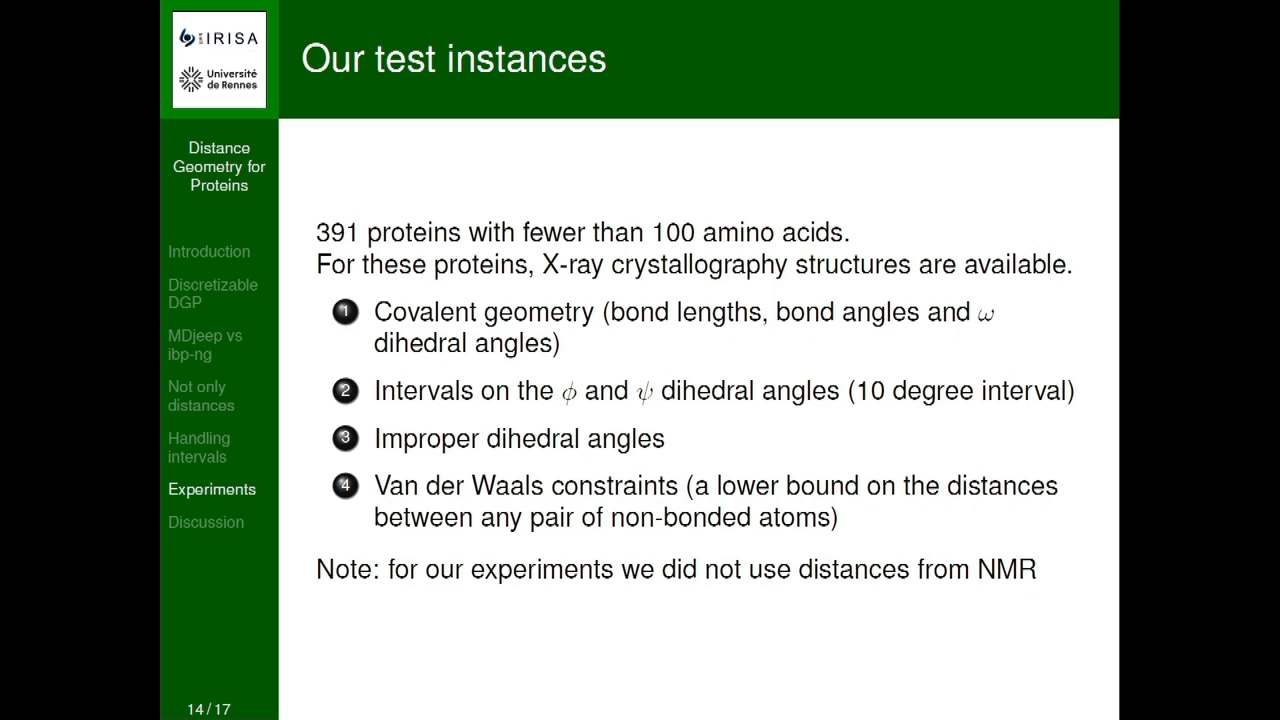 IRISA
Université
de Rennes
Our test instances
Distance
Geometry for
Proteins
Introduction
Discretizable
DGP
MDjeep vs
ibp-ng
Not only
distances
Handling
intervals
Experiments
Discussion
14 / 17
391 proteins with fewer than 100 amino acids.
For these proteins, X-ray crystallography structures are available.
1 Covalent geometry (bond lengths, bond angles and ω
dihedral angles)
2 Intervals on the ϕ and ψ dihedral angles (10 degree interval)
3 Improper dihedral angles
4 Van der Waals constraints (a lower bound on the distances
between any pair of non-bonded atoms)
Note: for our experiments we did not use distances from NMR